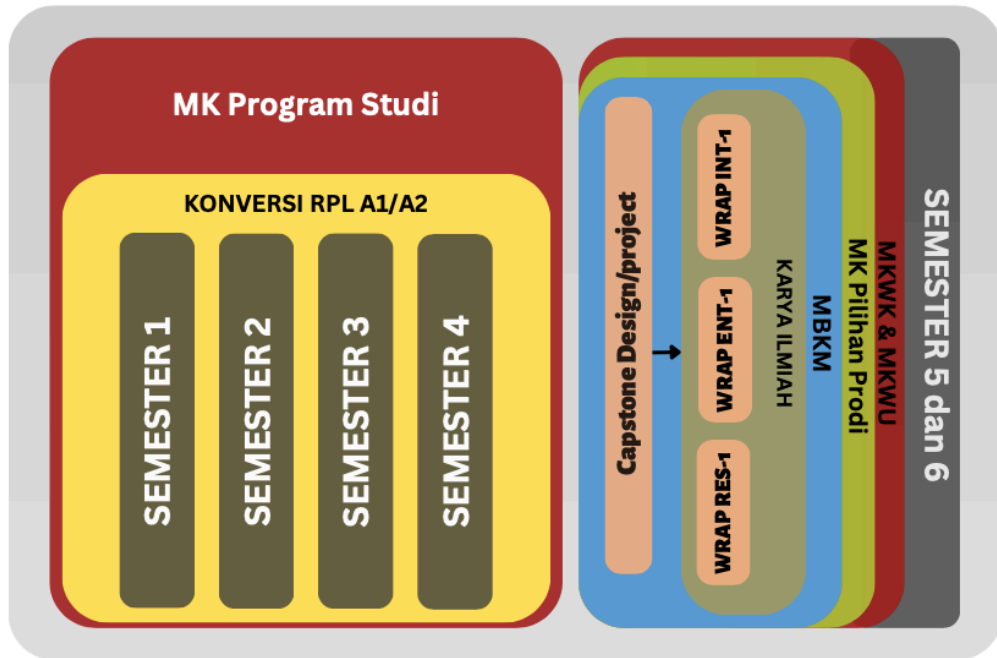 MK Program Studi
KONVERSI RPL A1/A2
SEMESTER 1
SEMESTER 2
SEMESTER 3
SEMESTER 4
Capstone Design/project
WRAP INT-1
WRAP ENT-1
WRAP RES-1
KARYA ILMIAH
MBKM
MK Pilihan Prodi
MKWK & MKWU
SEMESTER 5 dan 6